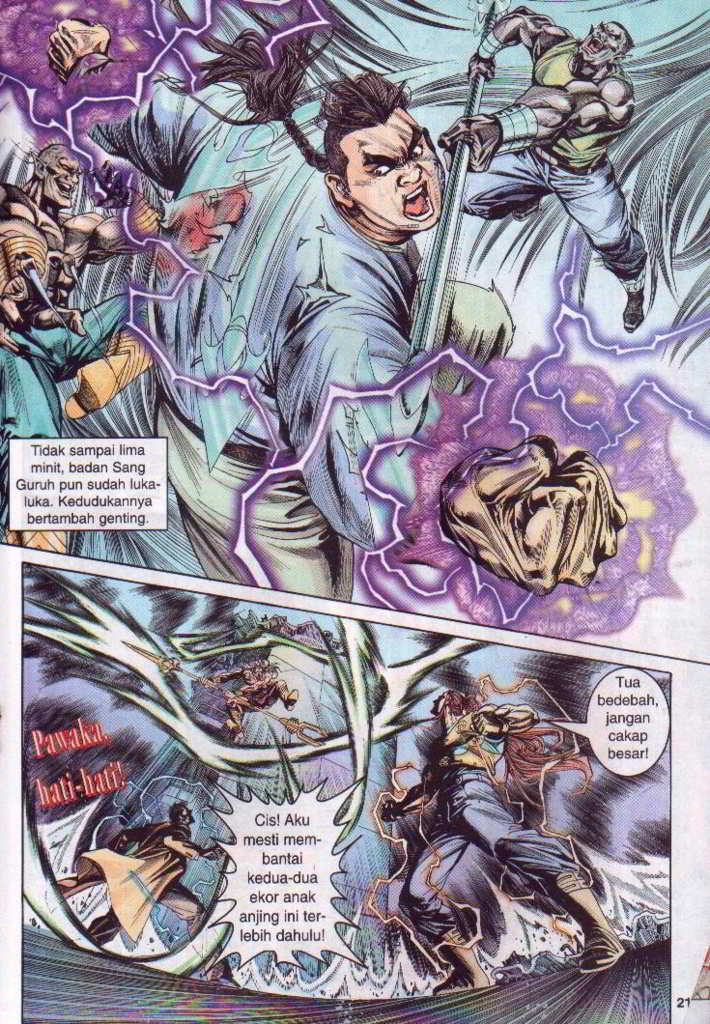 Tidak sampai lima
minit, badan Sang
Guruh pun sudah luka-
luka. Kedudukannya
bertambah genting.
Tua
bedebah,
jangan
cakap
besar!
Pawaka,
hati-hati!
Cis! Aku
mesti mem-
bantai
kedua-dua
ekor anak
anjing ini ter-
lebih dahulu!
21